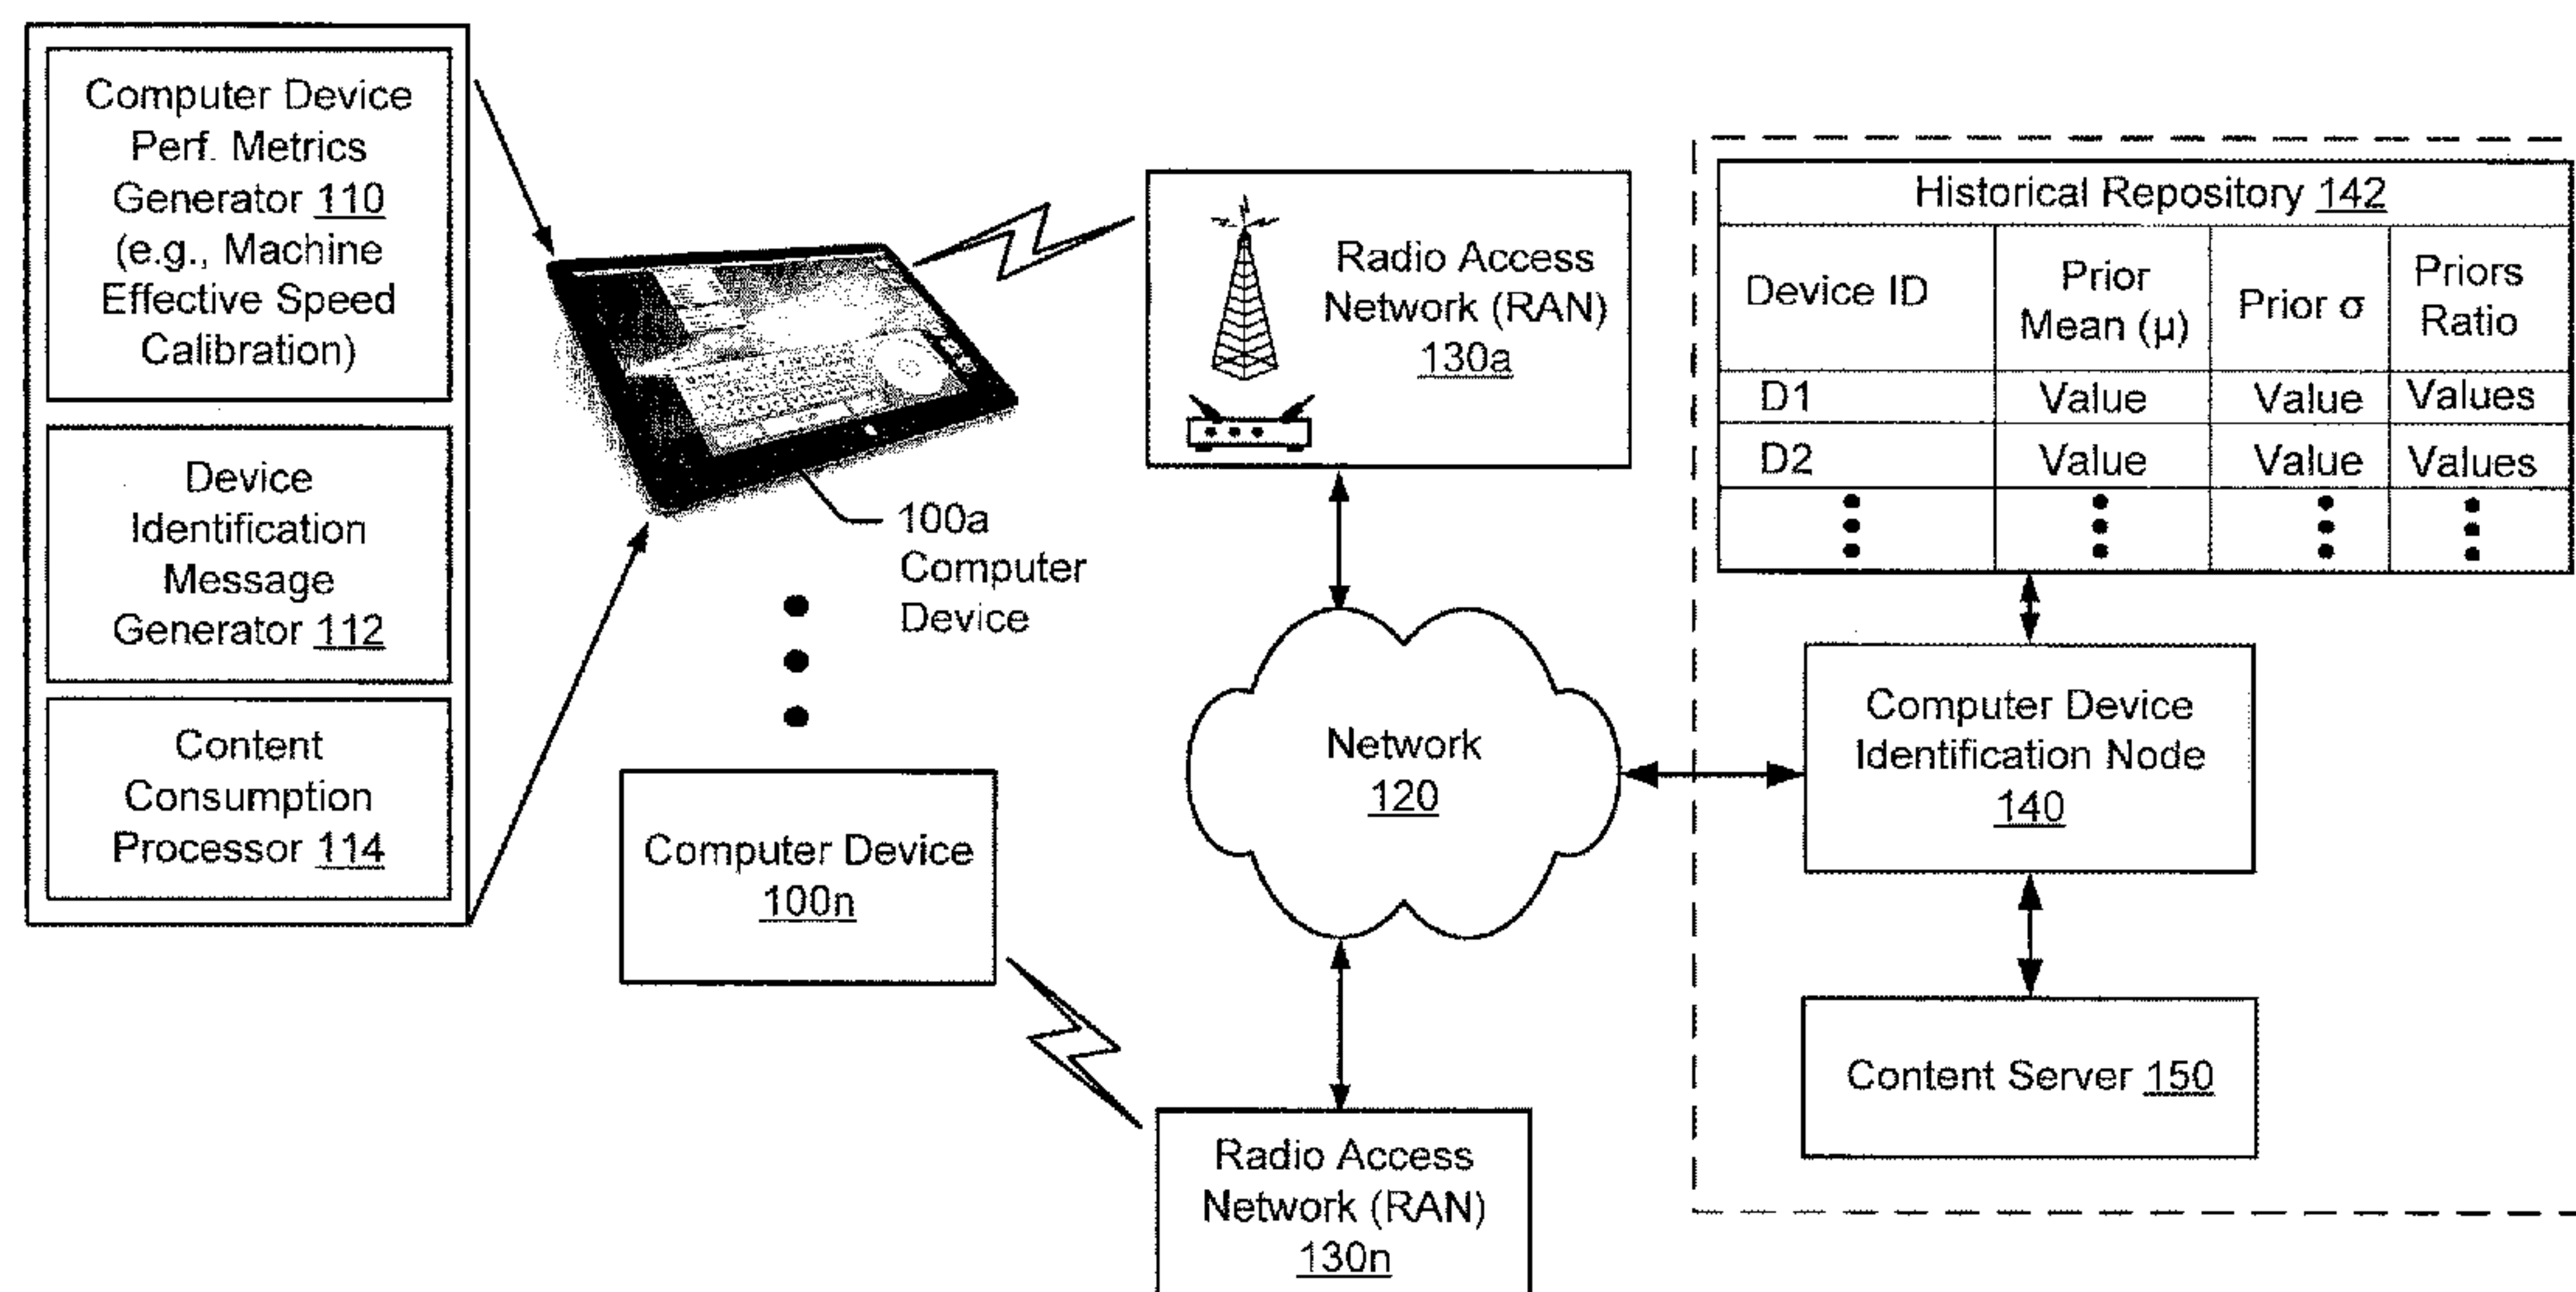 Computer Device
Perf. Metrics
Generator 110
(e.g., Machine
Effective Speed
Calibration)
Device
Identification
Message
Generator 112
Content
Consumption
Processor 114
100a
Computer
Device
Computer Device
100n
Radio Access
Network (RAN)
130a
Network
120
Radio Access
Network (RAN)
130n
Historical Repository 142
Device ID
Prior
Mean (μ)
Prior σ
Priors
Ratio
D1 Value Value Values
D2 Value Value Values
Computer Device
Identification Node
140
Content Server 150